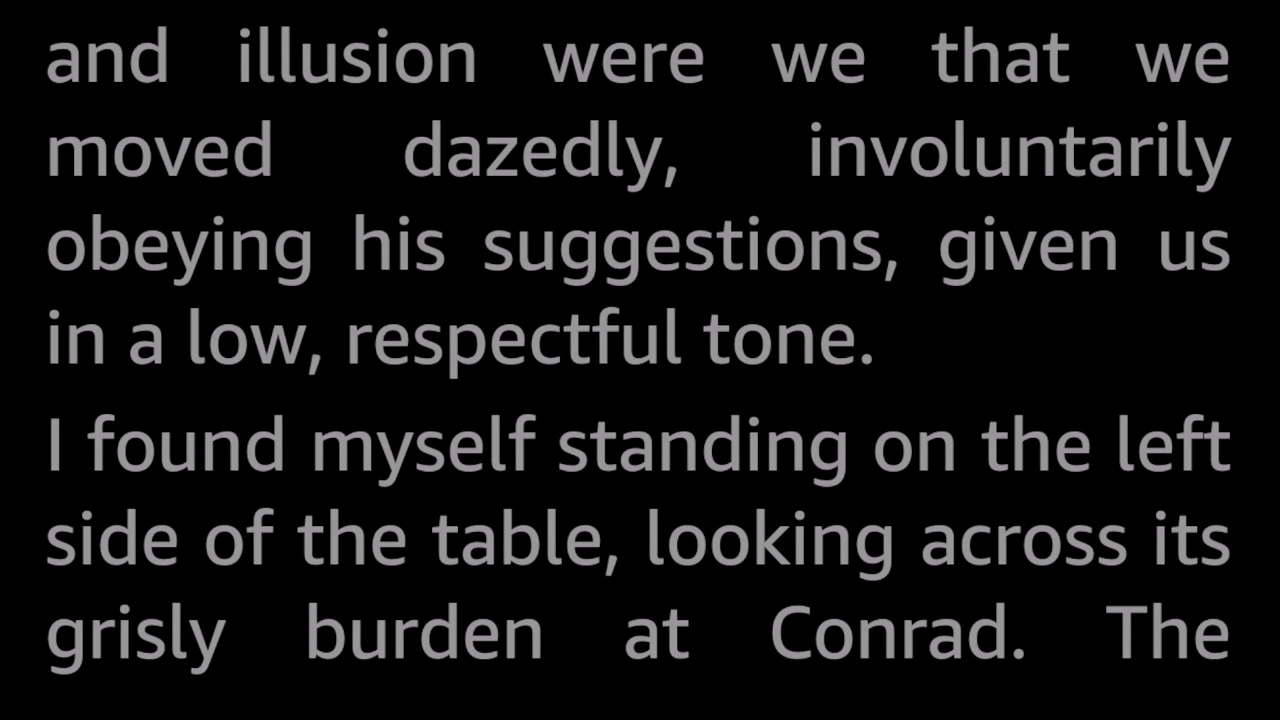 and illusion were we that we
moved dazedly, involuntarily
obeying his suggestions, given us
in a low, respectful tone.
I found myself standing on the left
side of the table, looking across its
grisly burden at Conrad. The